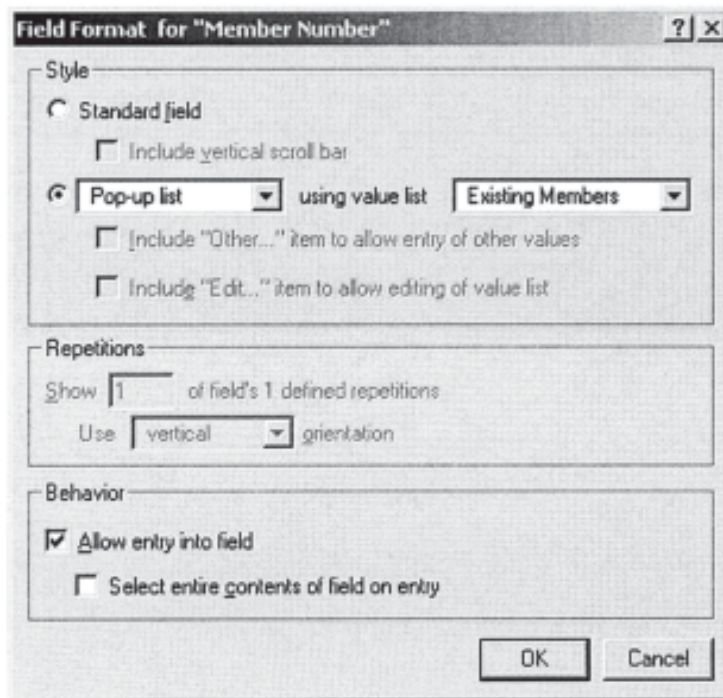 Field Format for "Member Number"
Style
Standard field
Include vertical scroll bar
Pop-up list using value list Existing Members
Include "Other..." item to allow entry of other values
Include "Edit..." item to allow editing of value list
Repetitions
Show 1 of field's 1 defined repetitions
Use vertical orientation
Behavior
Allow entry into field
Select entire contents of field on entry
OK Cancel